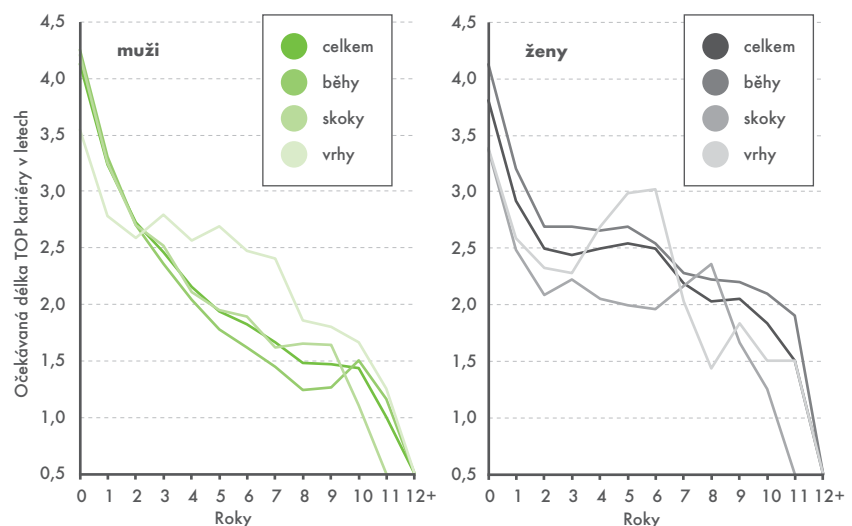 Očekávaná délka TOP kariéry v letech
4,5
4,0
3,5
3,0
2,5
2,0
1,5
1,0
0,5
muži
celkem
běhy
skoky
vrhy
0 1 2 3 4 5 6 7 8 9 10 11 12+
Roky
4,5
4,0
3,5
3,0
2,5
2,0
1,5
1,0
0,5
ženy
celkem
běhy
skoky
vrhy
0 1 2 3 4 5 6 7 8 9 10 11 12+
Roky